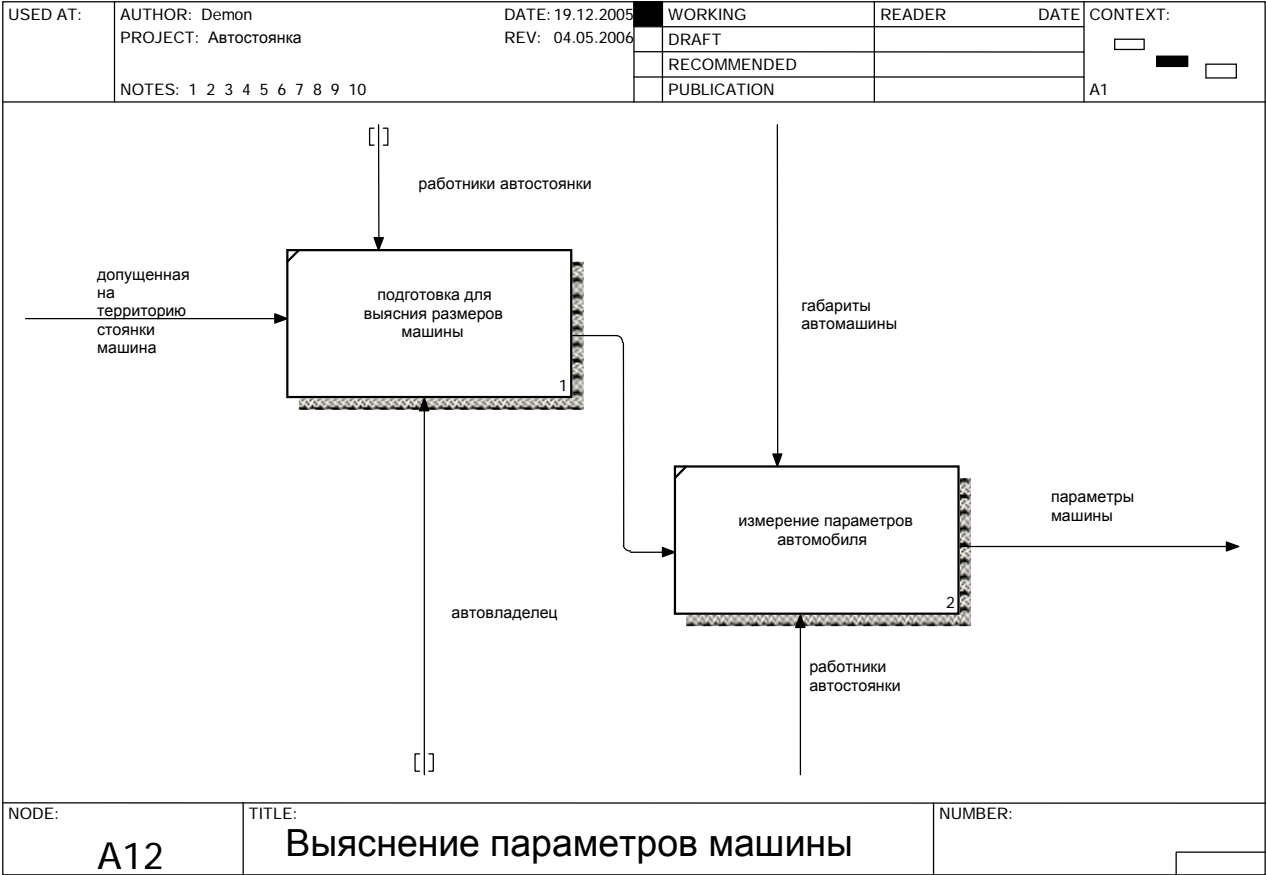 USED AT:
AUTHOR: Demon
DATE: 19.12.2005
PROJECT: Автостоянка
REV: 04.05.2006
NOTES: 1 2 3 4 5 6 7 8 9 10
WORKING
DRAFT
RECOMMENDED
PUBLICATION
READER
DATE
CONTEXT:
A1
работники автостоянки
допущенная
на
территорию
стоянки
машина
подготовка для
выясния размеров
машины
1
габариты
автомашины
измерение параметров
автомобиля
2
параметры
машины
автовладелец
работники
автостоянки
NODE:
A12
TITLE:
Выяснение параметров машины
NUMBER: